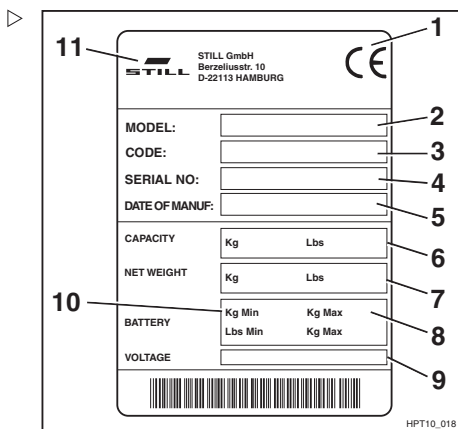 1
11
STILL
STILL GmbH
Berzeliusstr. 10
D-22113 HAMBURG
CE
MODEL:
2
CODE:
3
SERIAL NO:
4
DATE OF MANUF:
5
CAPACITY
Kg Lbs
6
NET WEIGHT
Kg Lbs
7
10
BATTERY
Kg Min Kg Max
Lbs Min Kg Max
8
VOLTAGE
9
HPT10_018